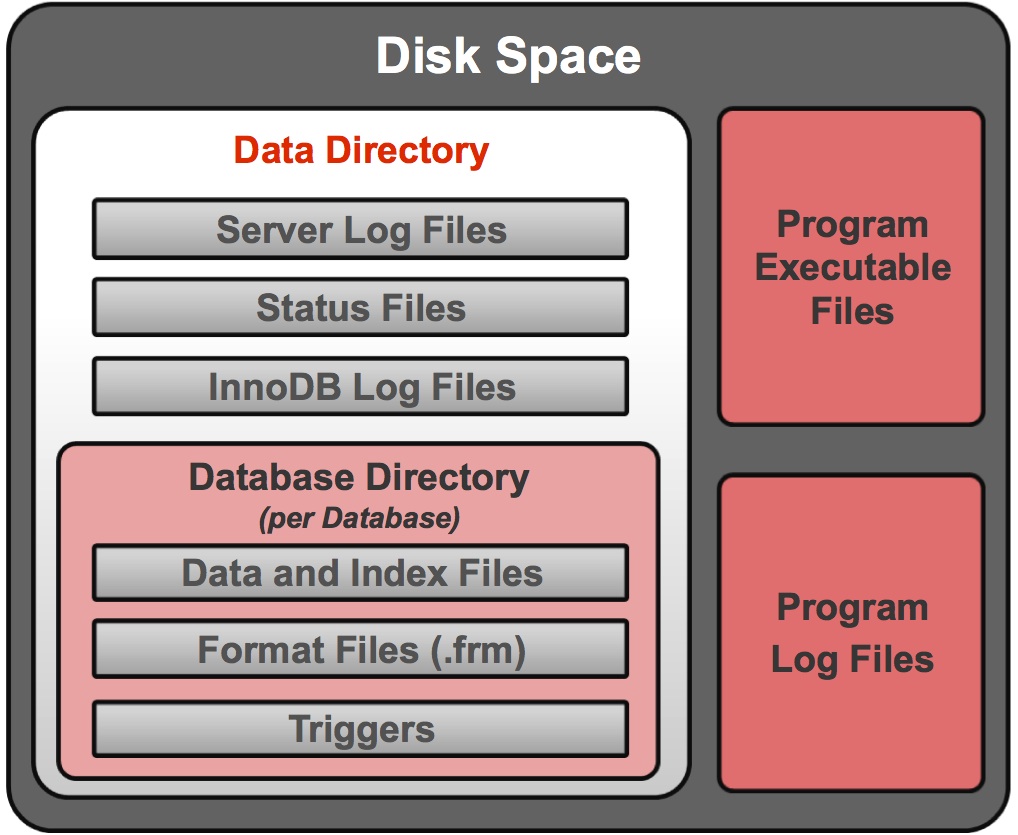 Disk Space
Data Directory
Server Log Files
Status Files
InnoDB Log Files
Database Directory
(per Database)
Data and Index Files
Format Files (.frm)
Triggers
Program
Executable
Files
Program
Log Files